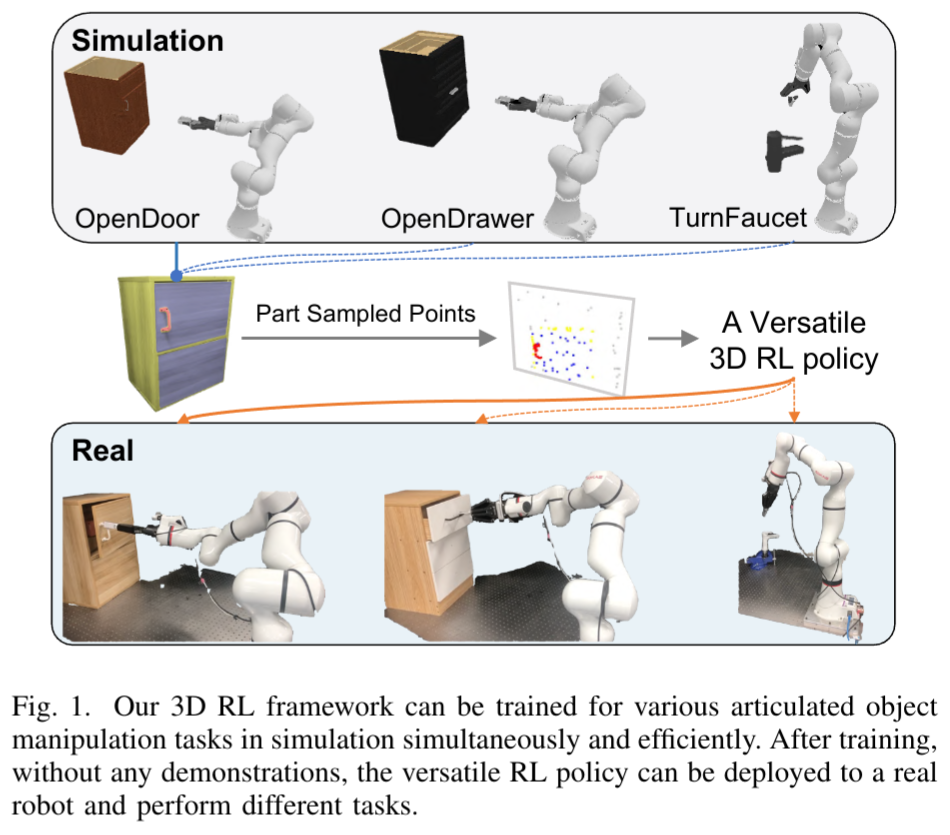 Simulation
OpenDoor
OpenDrawer
TurnFaucet
Part Sampled Points
A Versatile
3D RL policy
Real
Fig. 1. Our 3D RL framework can be trained for various articulated object
manipulation tasks in simulation simultaneously and efficiently. After training,
without any demonstrations, the versatile RL policy can be deployed to a real
robot and perform different tasks.